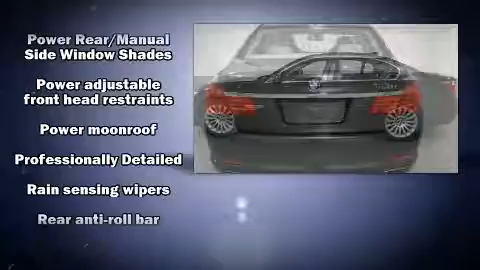 Power Rear/Manual
Side Window Shades
Power adjustable
front head restraints
Power moonroof
Professionally Detailed
Rain sensing wipers
Rear anti-roll bar